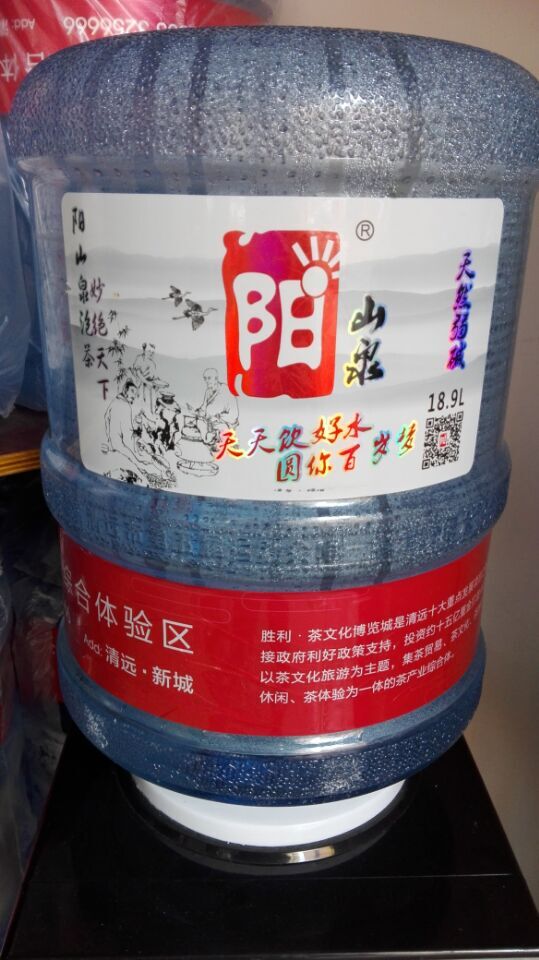 3256666
Add:
阳山泉泡茶
妙绝天下
阳
®
山泉
天然弱碱
18.9L
天天饮好水
圆你百岁梦
综合体验区
Add: 清远·新城
胜利·茶文化博览城是清远十大重点发展
接政府利好政策支持，投资约十五亿
以茶文化旅游为主题，集茶贸易、茶文化、
休闲、茶体验为一体的茶产业综合体。